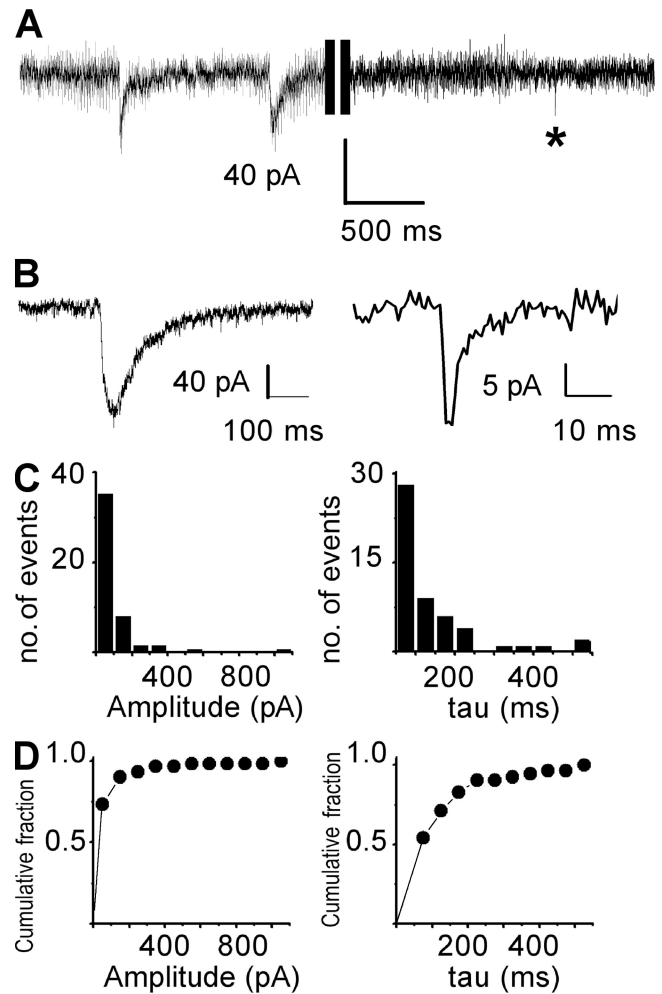 A
*
40 pA
500 ms
B
40 pA
100 ms
5 pA
10 ms
C
40
20
no. of events
400 800
Amplitude (pA)
30
15
no. of events
200 400
tau (ms)
D
1.0
0.5
Cumulative fraction
400 800
Amplitude (pA)
1.0
0.5
Cumulative fraction
200 400
tau (ms)